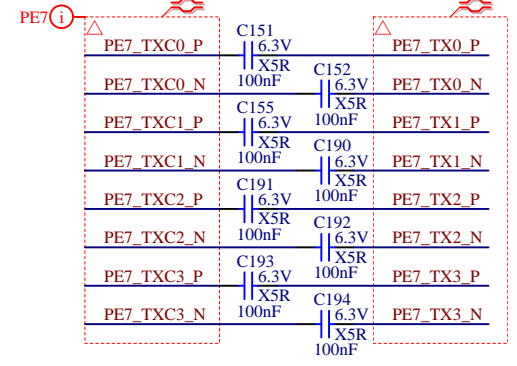 PE7 i
C151
PE7_TXC0_P 6.3V PE7_TX0_P
X5R
100nF
C152
PE7_TXC0_N 6.3V PE7_TX0_N
X5R
100nF
C155
PE7_TXC1_P 6.3V PE7_TX1_P
X5R
100nF
C190
PE7_TXC1_N 6.3V PE7_TX1_N
X5R
100nF
C191
PE7_TXC2_P 6.3V PE7_TX2_P
X5R
100nF
C192
PE7_TXC2_N 6.3V PE7_TX2_N
X5R
100nF
C193
PE7_TXC3_P 6.3V PE7_TX3_P
X5R
100nF
C194
PE7_TXC3_N 6.3V PE7_TX3_N
X5R
100nF